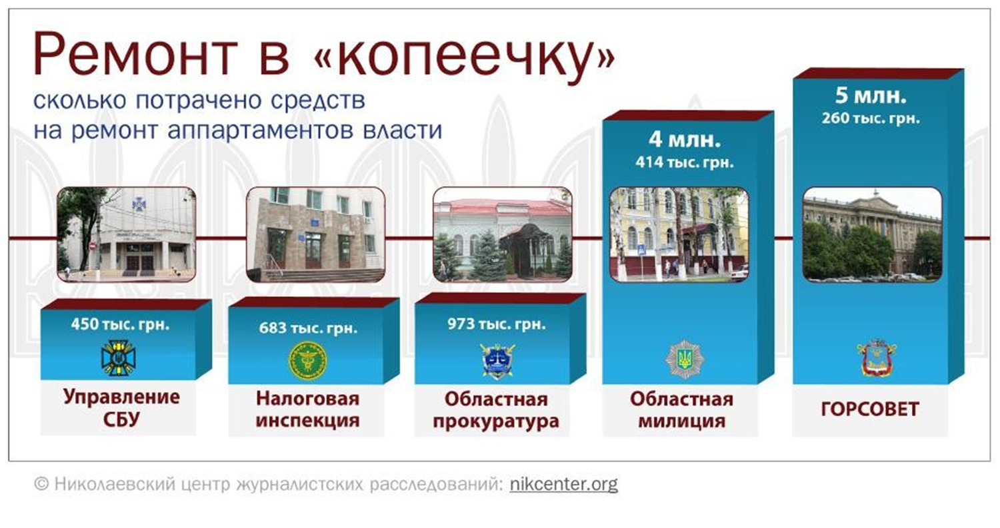 Ремонт в «копеечку»
сколько потрачено средств
на ремонт аппартаментов власти
450 тыс. грн.
Управление
СБУ
683 тыс. грн.
Налоговая
инспекция
973 тыс. грн.
Областная
прокуратура
4 млн.
414 тыс. грн.
Областная
милиция
5 млн.
260 тыс. грн.
ГОРСОВЕТ
© Николаевский центр журналистских расследований: nikcenter.org